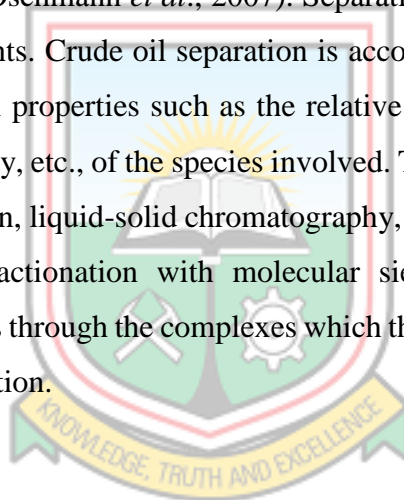 Oschmann et al., 2007). Separati
nts. Crude oil separation is acco
properties such as the relative
y, etc., of the species involved. T
n, liquid-solid chromatography,
actionation with molecular sie
s through the complexes which th
tion.
KNOWLEDGE, TRUTH AND EXCELLENCE